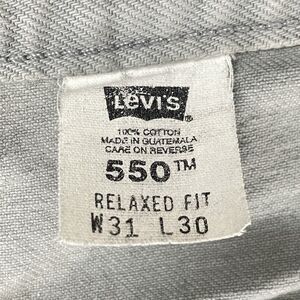 LEVI'S ®
100% COTTON
MADE IN GUATEMALA
CARE ON REVERSE
550™
RELAXED FIT
W31 L30